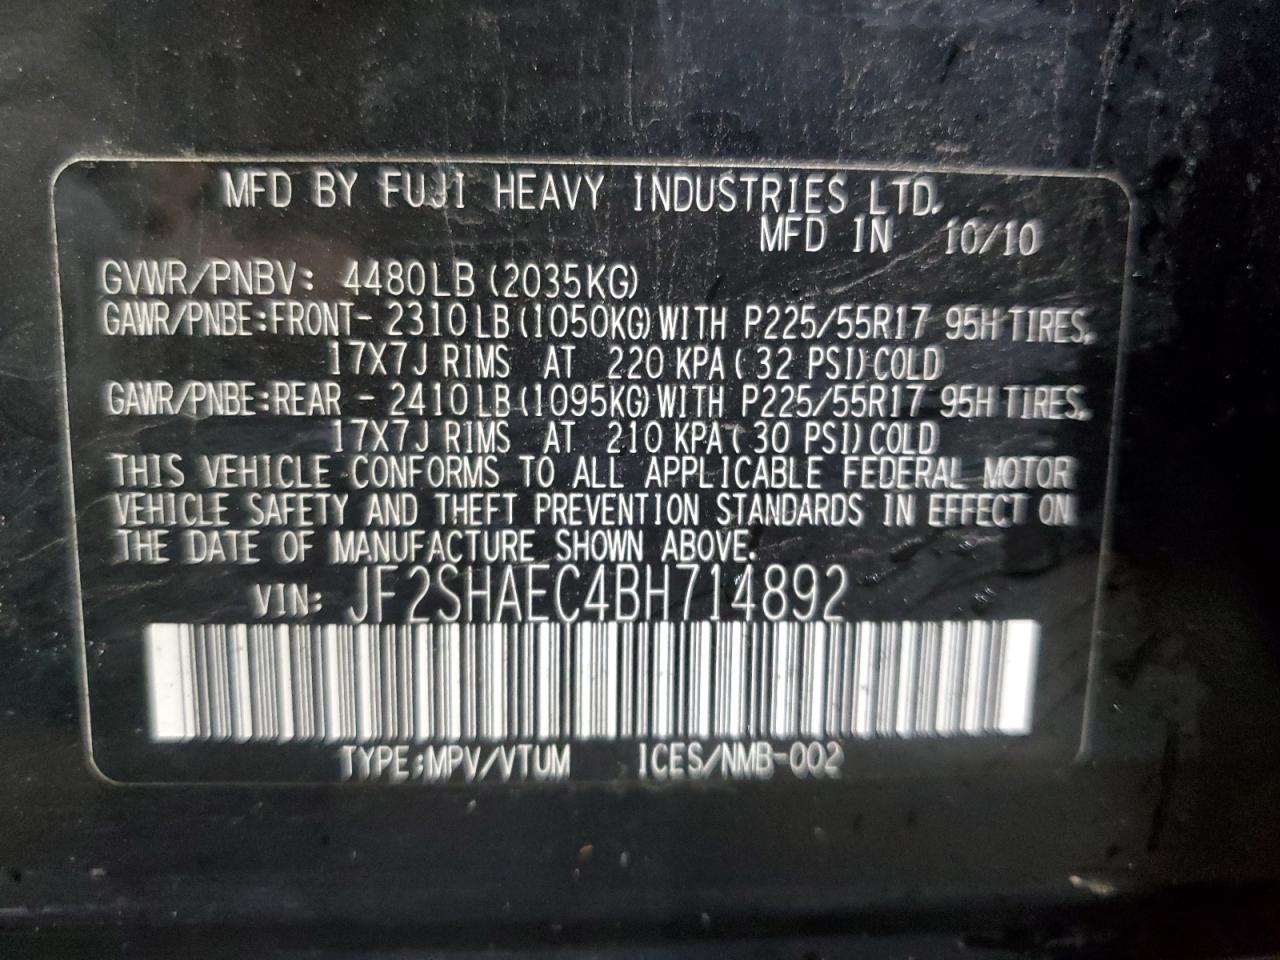 MFD BY FUJI HEAVY INDUSTRIES LTD.
MFD IN 10/10
GVWR/PNBV: 4480LB (2035KG)
GAWR/PNBE:FRONT- 2310LB(1050KG)WITH P225/55R17 95H TIRES,
17X7J RIMS AT 220 KPA(32 PSI)COLD
GAWR/PNBE:REAR - 2410LB(1095KG)WITH P225/55R17 95H TIRES,
17X7J RIMS AT 210 KPA(30 PSI)COLD
THIS VEHICLE CONFORMS TO ALL APPLICABLE FEDERAL MOTOR
VEHICLE SAFETY AND THEFT PREVENTION STANDARDS IN EFFECT ON
THE DATE OF MANUFACTURE SHOWN ABOVE.
VIN: JF2SHAEC4BH714892
TYPE:MPV/VTUM ICES/NMB-002